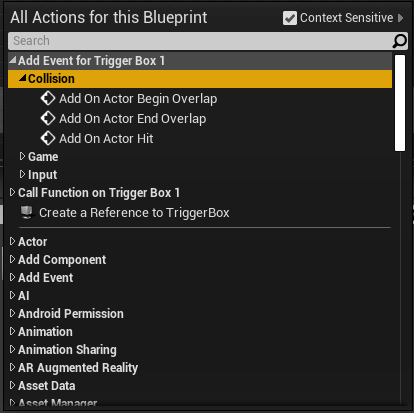 All Actions for this Blueprint
Context Sensitive
Search
Add Event for Trigger Box 1
Collision
Add On Actor Begin Overlap
Add On Actor End Overlap
Add On Actor Hit
Game
Input
Call Function on Trigger Box 1
Create a Reference to TriggerBox
Actor
Add Component
Add Event
AI
Android Permission
Animation
Animation Sharing
AR Augmented Reality
Asset Data
Asset Manager